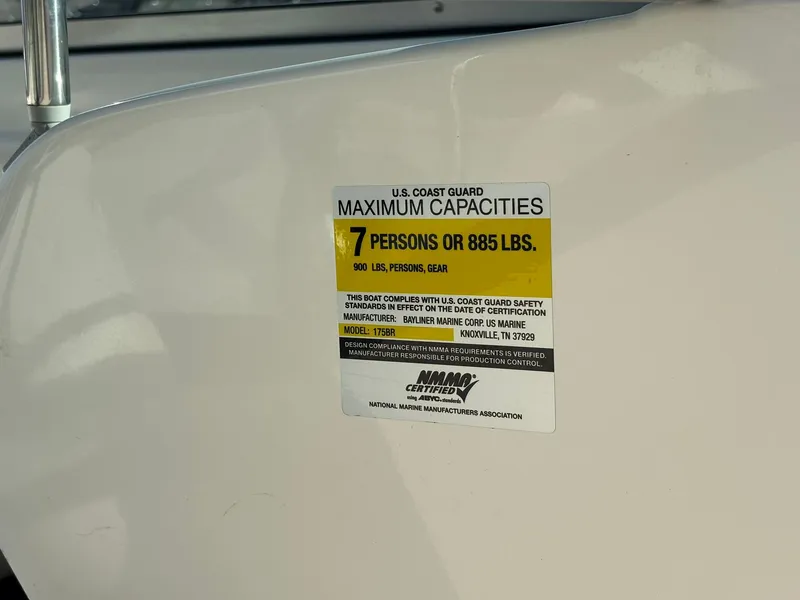 U.S. COAST GUARD
MAXIMUM CAPACITIES
7 PERSONS OR 885 LBS.
900 LBS, PERSONS, GEAR
THIS BOAT COMPLIES WITH U.S. COAST GUARD SAFETY
STANDARDS IN EFFECT ON THE DATE OF CERTIFICATION
MANUFACTURER: BAYLINER MARINE CORP. US MARINE
MODEL: 175BR KNOXVILLE, TN 37929
DESIGN COMPLIANCE WITH NMMA REQUIREMENTS IS VERIFIED.
MANUFACTURER RESPONSIBLE FOR PRODUCTION CONTROL.
NMMA®
CERTIFIED
using ABYC. standards
NATIONAL MARINE MANUFACTURERS ASSOCIATION